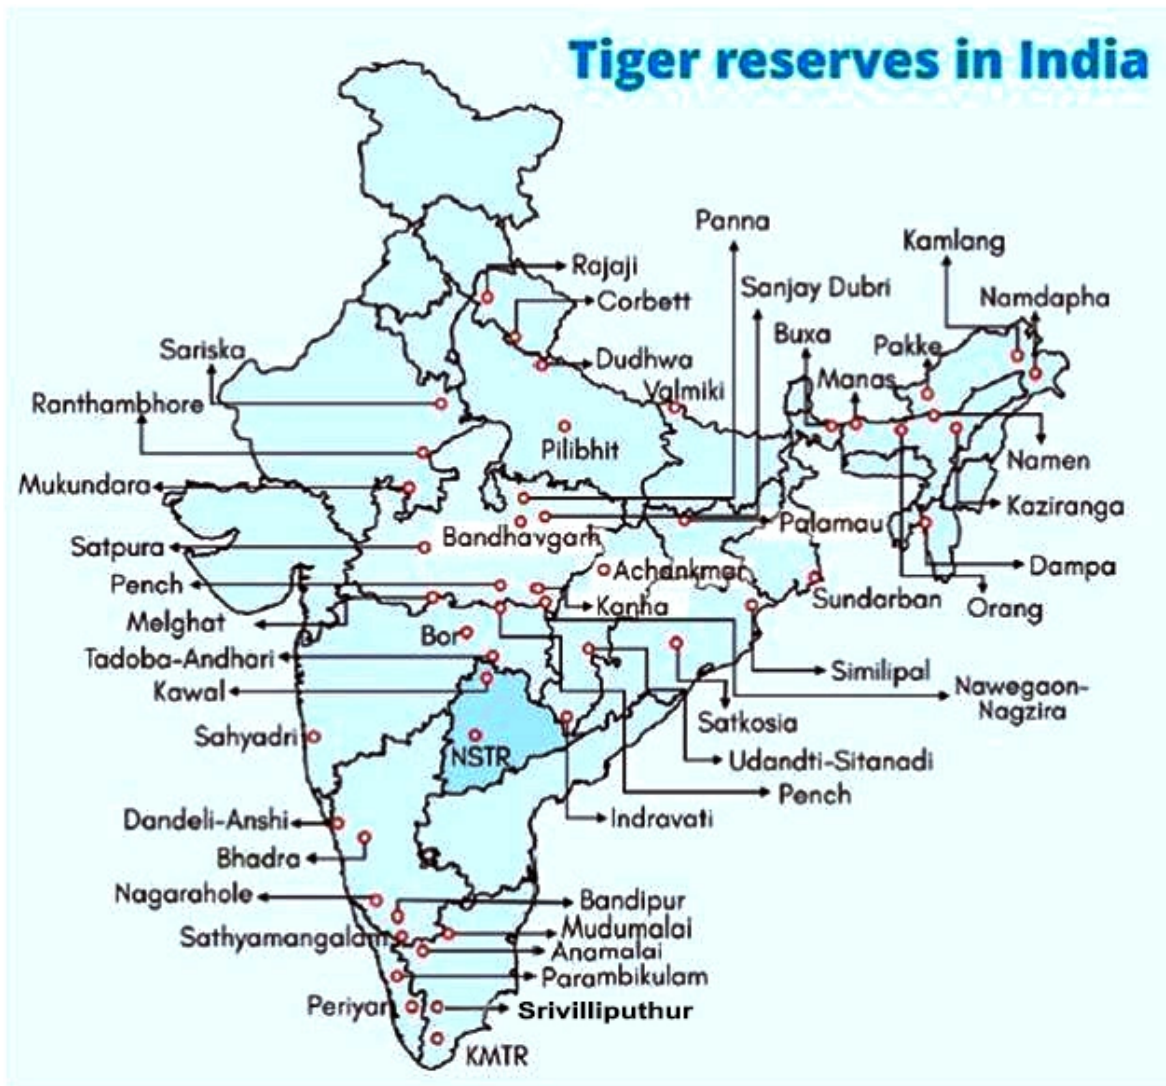 Tiger reserves in India
Panna
Kamlang
Rajaji
Sanjay Dubri
Corbett
Namdapha
Buxa
Sariska
Pakke
Dudhwa
Manas
Valmiki
Ranthambhore
Pilibhit
Namen
Mukundara
Kaziranga
Palamau
Bandhavgarh
Satpura
Dampa
Achankmar
Pench
Kanha
Sundarban
Orang
Melghat
Bor
Tadoba-Andhari
Similipal
Kawal
Nawegaon-
Nagzira
Satkosia
Sahyadri
NSTR
Udandti-Sitanadi
Pench
Dandeli-Anshi
Indravati
Bhadra
Nagarahole
Bandipur
Mudumalai
Sathyamangalam
Anamalai
Parambikulam
Periyar
Srivilliputhur
KMTR